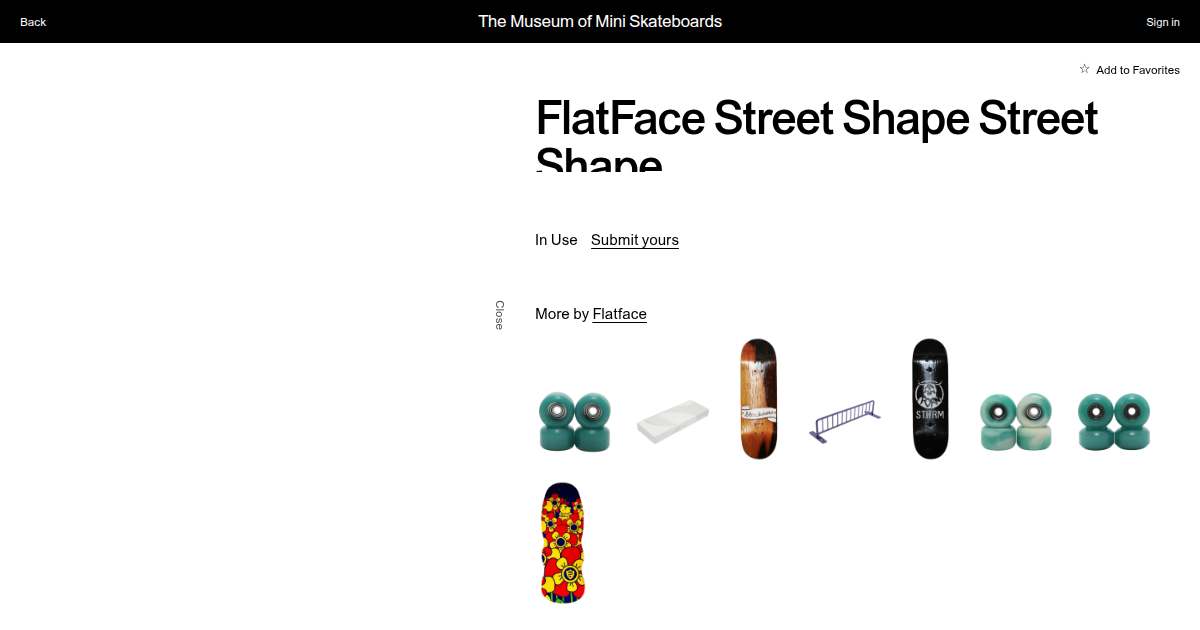 Back
The Museum of Mini Skateboards
Sign in
☆ Add to Favorites
FlatFace Street Shape Street
Shape
In Use Submit yours
Close
More by Flatface